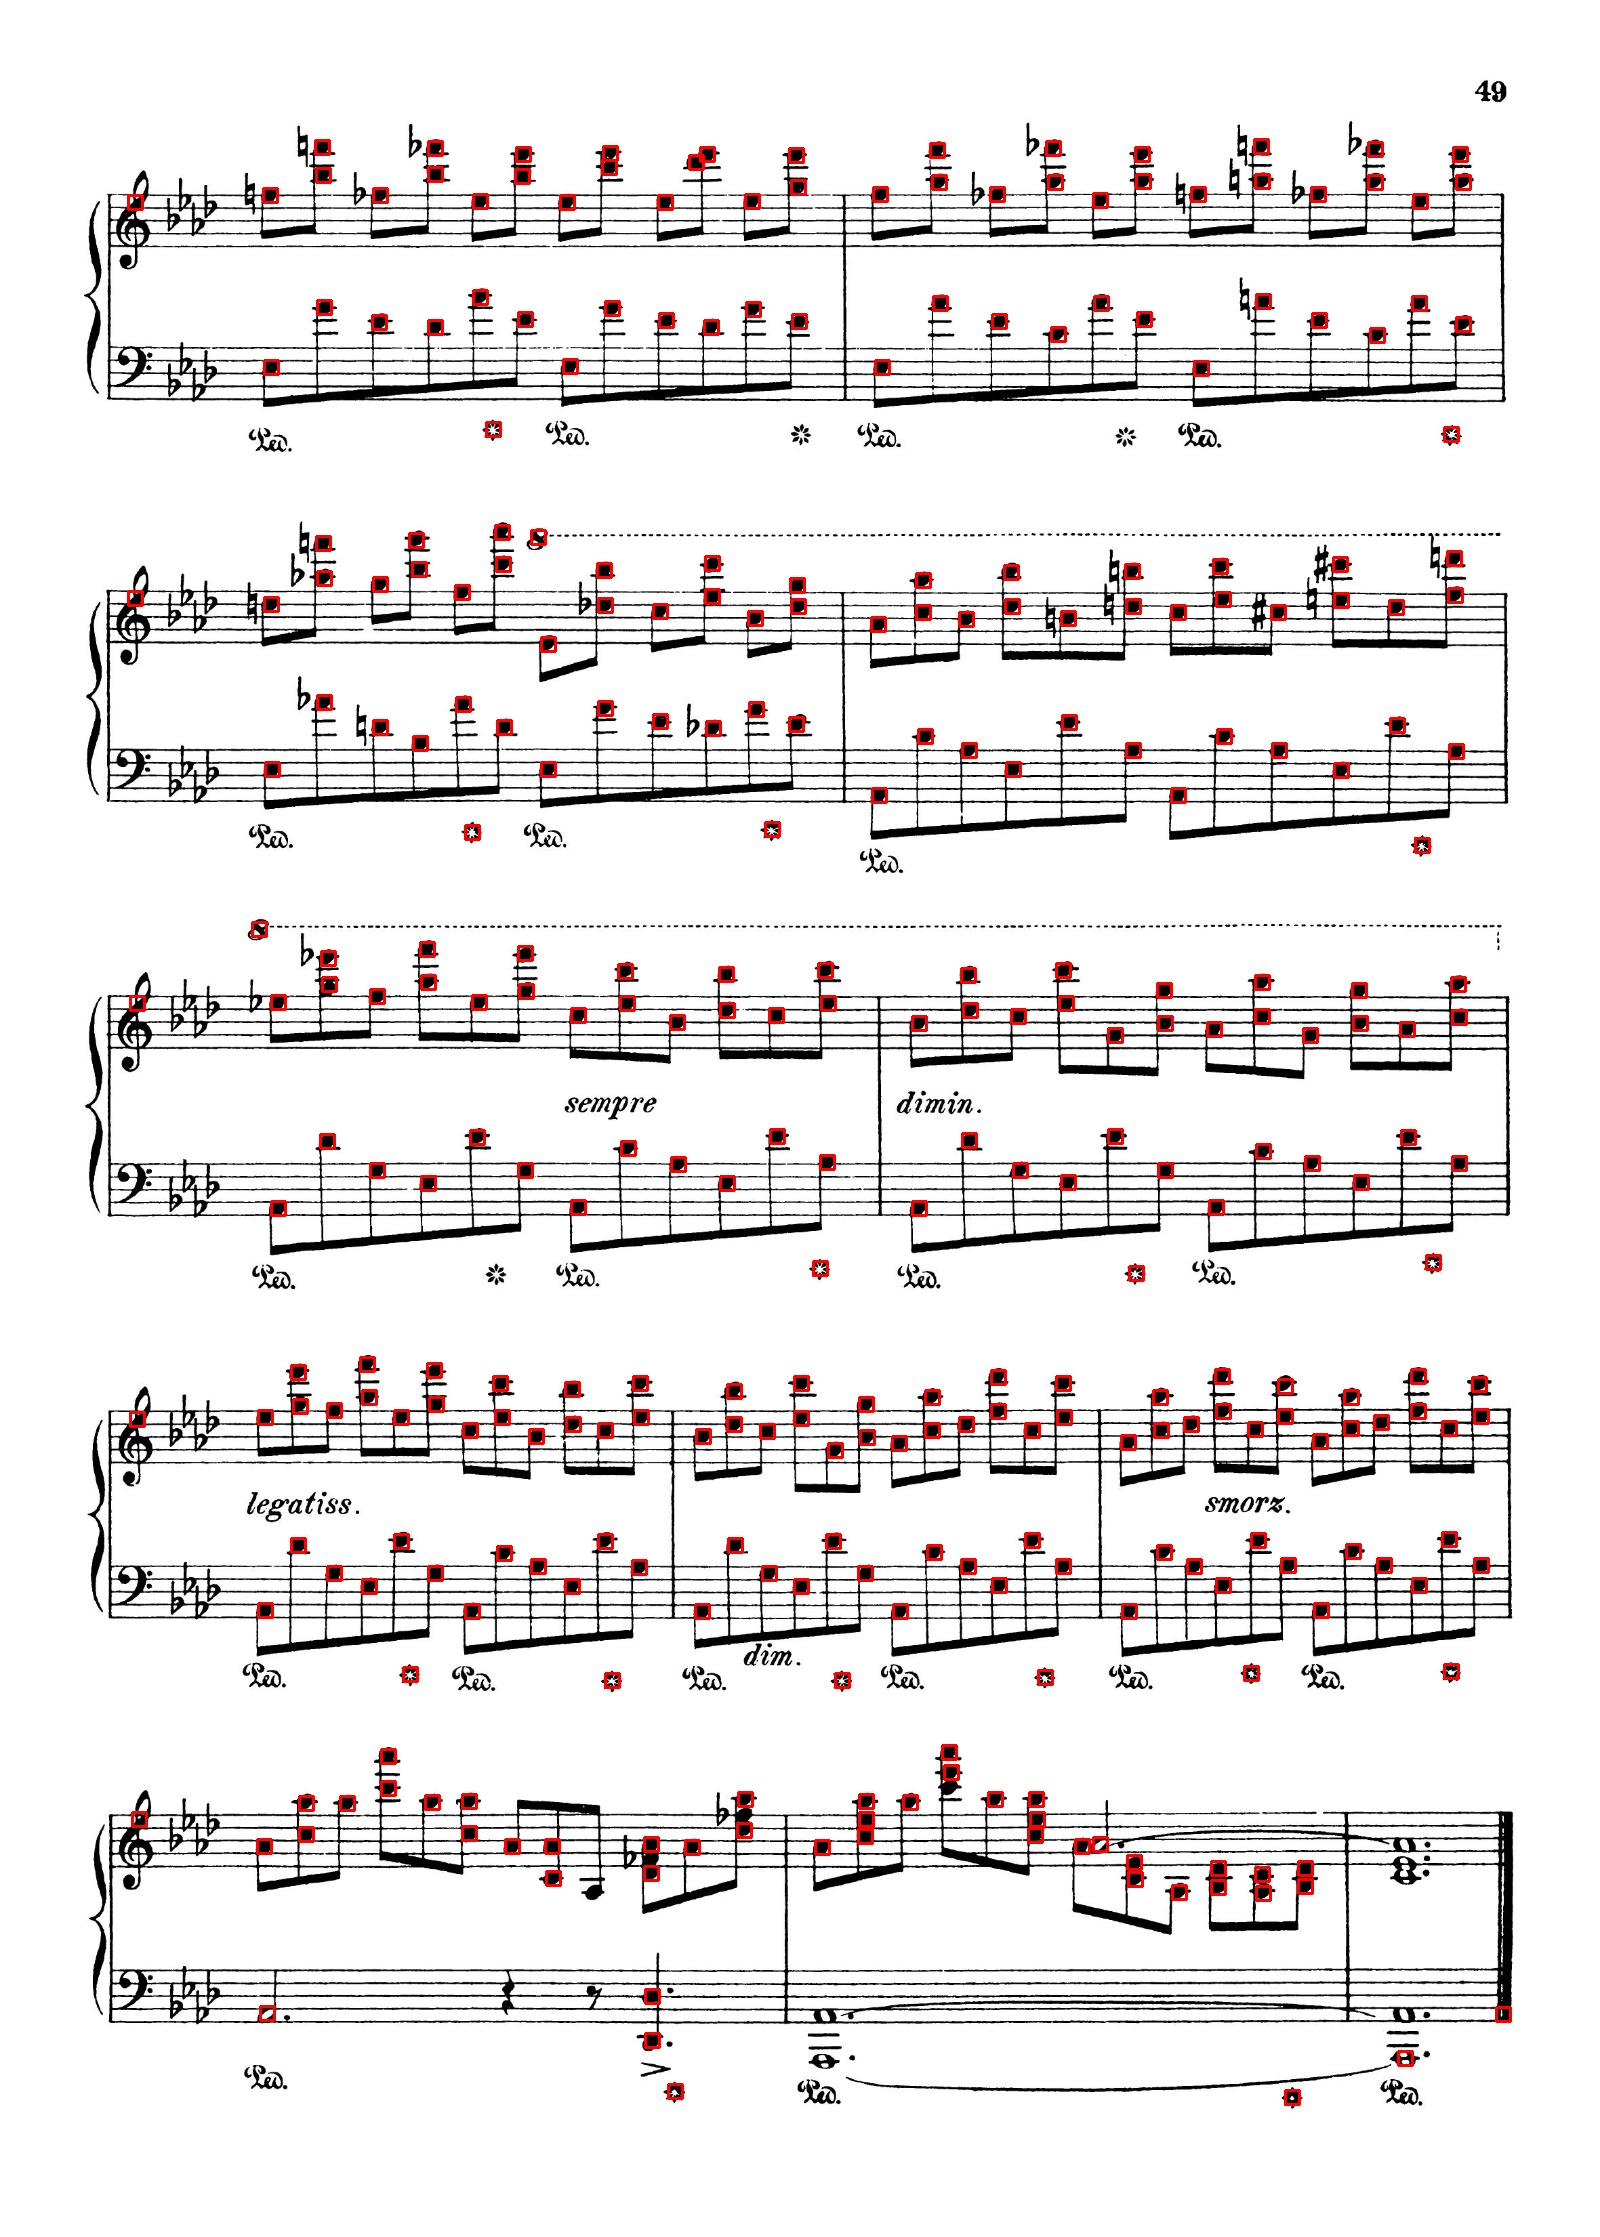 49
Ped. Ped. Ped. Ped.
8
Ped. Ped. Ped.
8
sempre dimin.
Ped. Ped. Ped. Ped.
legatiss. smorz.
dim.
Ped. Ped. Ped. Ped. Ped. Ped.
Ped. Ped. Ped.